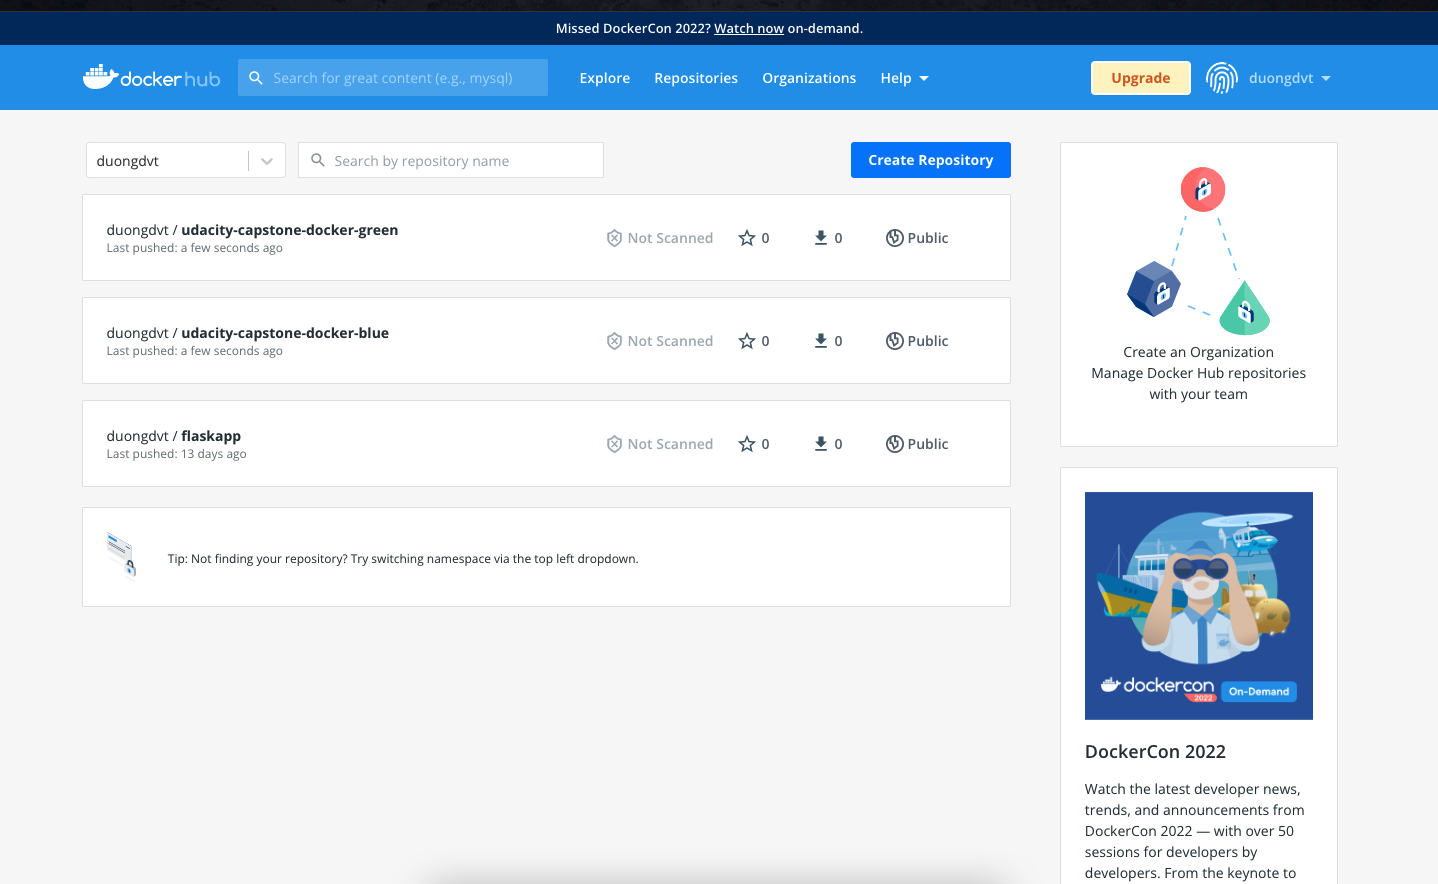 Missed DockerCon 2022? Watch now on-demand.
docker hub
Search for great content (e.g., mysql)
Explore
Repositories
Organizations
Help
Upgrade
duongdvt
duongdvt
Search by repository name
Create Repository
duongdvt / udacity-capstone-docker-green
Last pushed: a few seconds ago
Not Scanned
0
0
Public
duongdvt / udacity-capstone-docker-blue
Last pushed: a few seconds ago
Not Scanned
0
0
Public
duongdvt / flaskapp
Last pushed: 13 days ago
Not Scanned
0
0
Public
Tip: Not finding your repository? Try switching namespace via the top left dropdown.
Create an Organization
Manage Docker Hub repositories
with your team
dockercon
2022
On-Demand
DockerCon 2022
Watch the latest developer news,
trends, and announcements from
DockerCon 2022 — with over 50
sessions for developers by
developers. From the keynote to